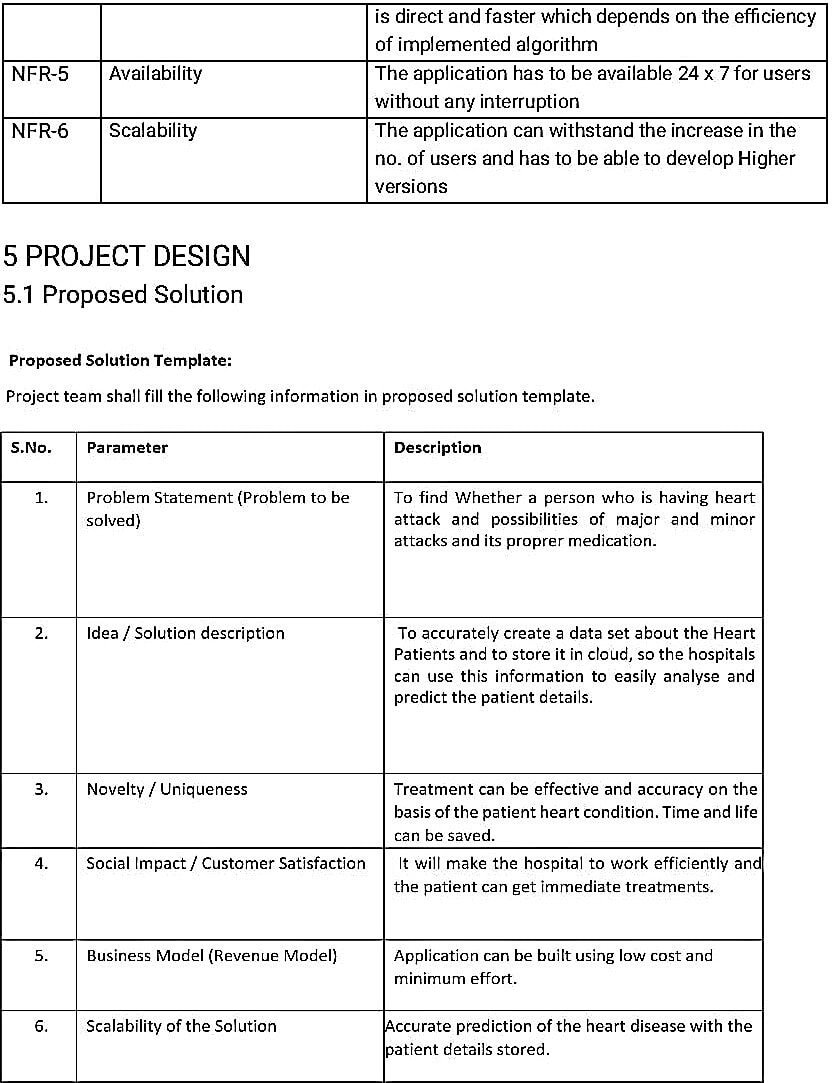 is direct and faster which depends on the efficiency
of implemented algorithm
NFR-5 Availability The application has to be available 24 x 7 for users
without any interruption
NFR-6 Scalability The application can withstand the increase in the
no. of users and has to be able to develop Higher
versions
5 PROJECT DESIGN
5.1 Proposed Solution
Proposed Solution Template:
Project team shall fill the following information in proposed solution template.
S.No. Parameter Description
1. Problem Statement (Problem to be To find Whether a person who is having heart
solved) attack and possibilities of major and minor
attacks and its proprer medication.
2. Idea / Solution description To accurately create a data set about the Heart
Patients and to store it in cloud, so the hospitals
can use this information to easily analyse and
predict the patient details.
3. Novelty / Uniqueness Treatment can be effective and accuracy on the
basis of the patient heart condition. Time and life
can be saved.
4. Social Impact / Customer Satisfaction It will make the hospital to work efficiently and
the patient can get immediate treatments.
5. Business Model (Revenue Model) Application can be built using low cost and
minimum effort.
6. Scalability of the Solution Accurate prediction of the heart disease with the
patient details stored.